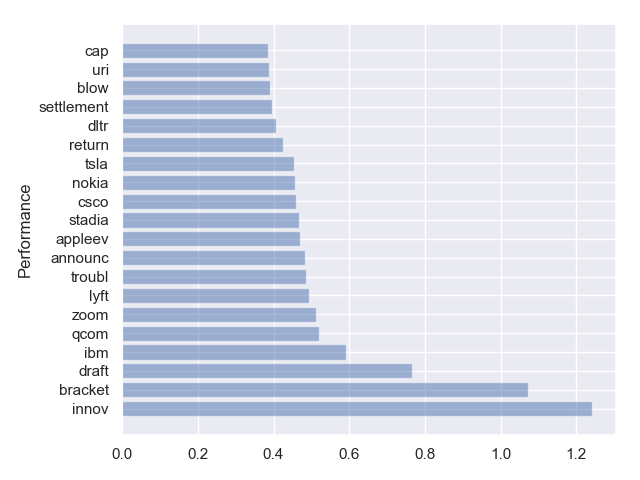 cap
uri
blow
settlement
dltr
return
tsla
nokia
csco
stadia
appleev
announc
troubl
lyft
zoom
qcom
ibm
draft
bracket
innov
Performance
0.0 0.2 0.4 0.6 0.8 1.0 1.2